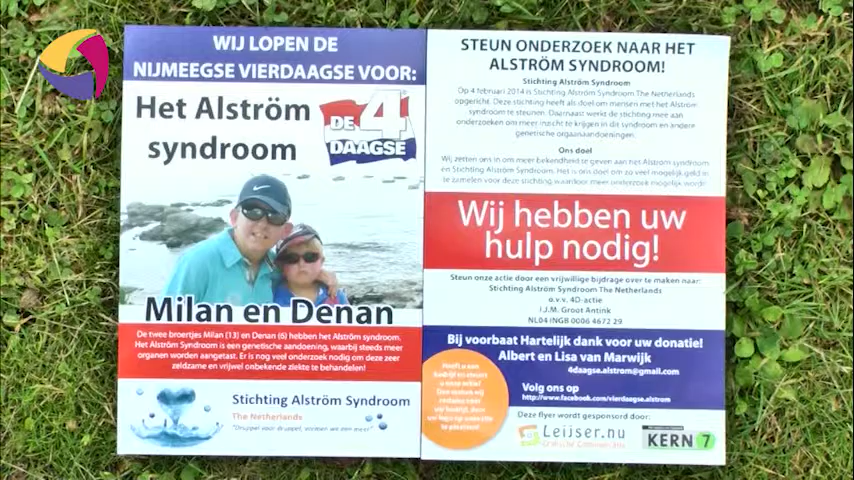 WIJ LOPEN DE
NIJMEEGSE VIERDAAGSE VOOR:
Het Alström
syndroom
DE 4
DAAGSE
Milan en Denan
De twee broertjes Milan (13) en Denan (6) hebben het Alström syndroom.
Het Alström Syndroom is een genetische aandoening, waarbij steeds meer
organen worden aangetast. Er is nog veel onderzoek nodig om deze zeer
zeldzame en vrijwel onbekende ziekte te behandelen!
Stichting Alström Syndroom
The Netherlands
"Druppel voor druppel, vormen we een meer"
STEUN ONDERZOEK NAAR HET
ALSTRÖM SYNDROOM!
Stichting Alström Syndroom
Op 4 februari 2014 is Stichting Alström Syndroom The Netherlands
opgericht. Deze stichting heeft als doel om mensen met het Alström
syndroom te steunen. Daarnaast werkt de stichting mee aan
onderzoeken om meer inzicht te krijgen in dit syndroom en andere
genetische orgaanaandoeningen.
Ons doel
Wij zetten ons in om meer bekendheid te geven aan het Alström syndroom
en Stichting Alström Syndroom. Het is ons doel om zo veel mogelijk geld in
te zamelen voor deze stichting waardoor meer onderzoek mogelijk wordt!
Wij hebben uw
hulp nodig!
Steun onze actie door een vrijwillige bijdrage over te maken naar:
Stichting Alström Syndroom The Netherlands
o.v.v. 4D-actie
I.J.M. Groot Antink
NL04 INGB 0006 4672 29
Bij voorbaat Hartelijk dank voor uw donatie!
Albert en Lisa van Marwijk
4daagse.alstrom@gmail.com
Volg ons op
http://www.facebook.com/vierdaagse.alstrom
Heeft u een
bedrijf en steunt
u onze actie?
Deze flyer wordt gesponsord door:
Leijser.nu
KERN 7